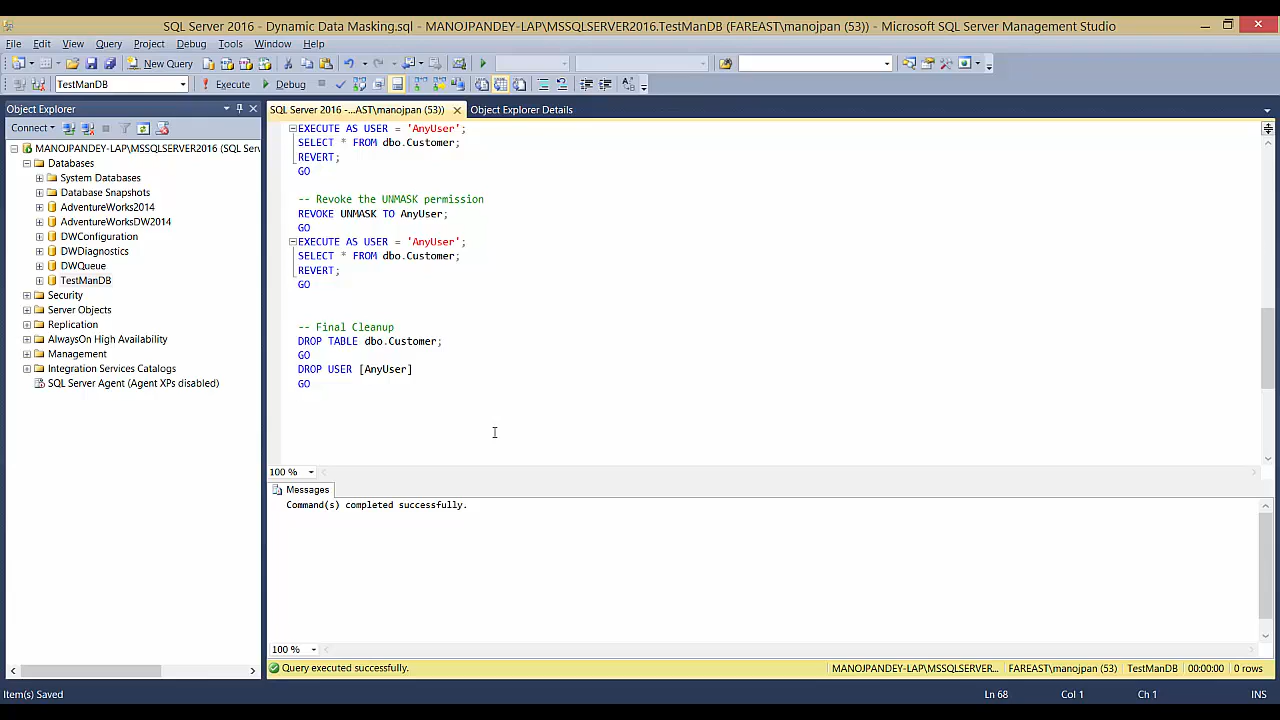 SQL Server 2016 - Dynamic Data Masking.sql - MANOJPANDEY-LAP\MSSQLSERVER2016.TestManDB (FAREAST\manojpan (53)) - Microsoft SQL Server Management Studio
File Edit View Query Project Debug Tools Window Help
New Query
TestManDB Execute Debug
Object Explorer
SQL Server 2016 -...AST\manojpan (53)) Object Explorer Details
Connect
MANOJPANDEY-LAP\MSSQLSERVER2016 (SQL Ser
Databases
System Databases
Database Snapshots
AdventureWorks2014
AdventureWorksDW2014
DWConfiguration
DWDiagnostics
DWQueue
TestManDB
Security
Server Objects
Replication
AlwaysOn High Availability
Management
Integration Services Catalogs
SQL Server Agent (Agent XPs disabled)
EXECUTE AS USER = 'AnyUser';
SELECT * FROM dbo.Customer;
REVERT;
GO
-- Revoke the UNMASK permission
REVOKE UNMASK TO AnyUser;
GO
EXECUTE AS USER = 'AnyUser';
SELECT * FROM dbo.Customer;
REVERT;
GO
-- Final Cleanup
DROP TABLE dbo.Customer;
GO
DROP USER [AnyUser]
GO
100 %
Messages
Command(s) completed successfully.
100 %
Query executed successfully. MANOJPANDEY-LAP\MSSQLSERVER... FAREAST\manojpan (53) TestManDB 00:00:00 0 rows
Item(s) Saved Ln 68 Col 1 Ch 1 INS